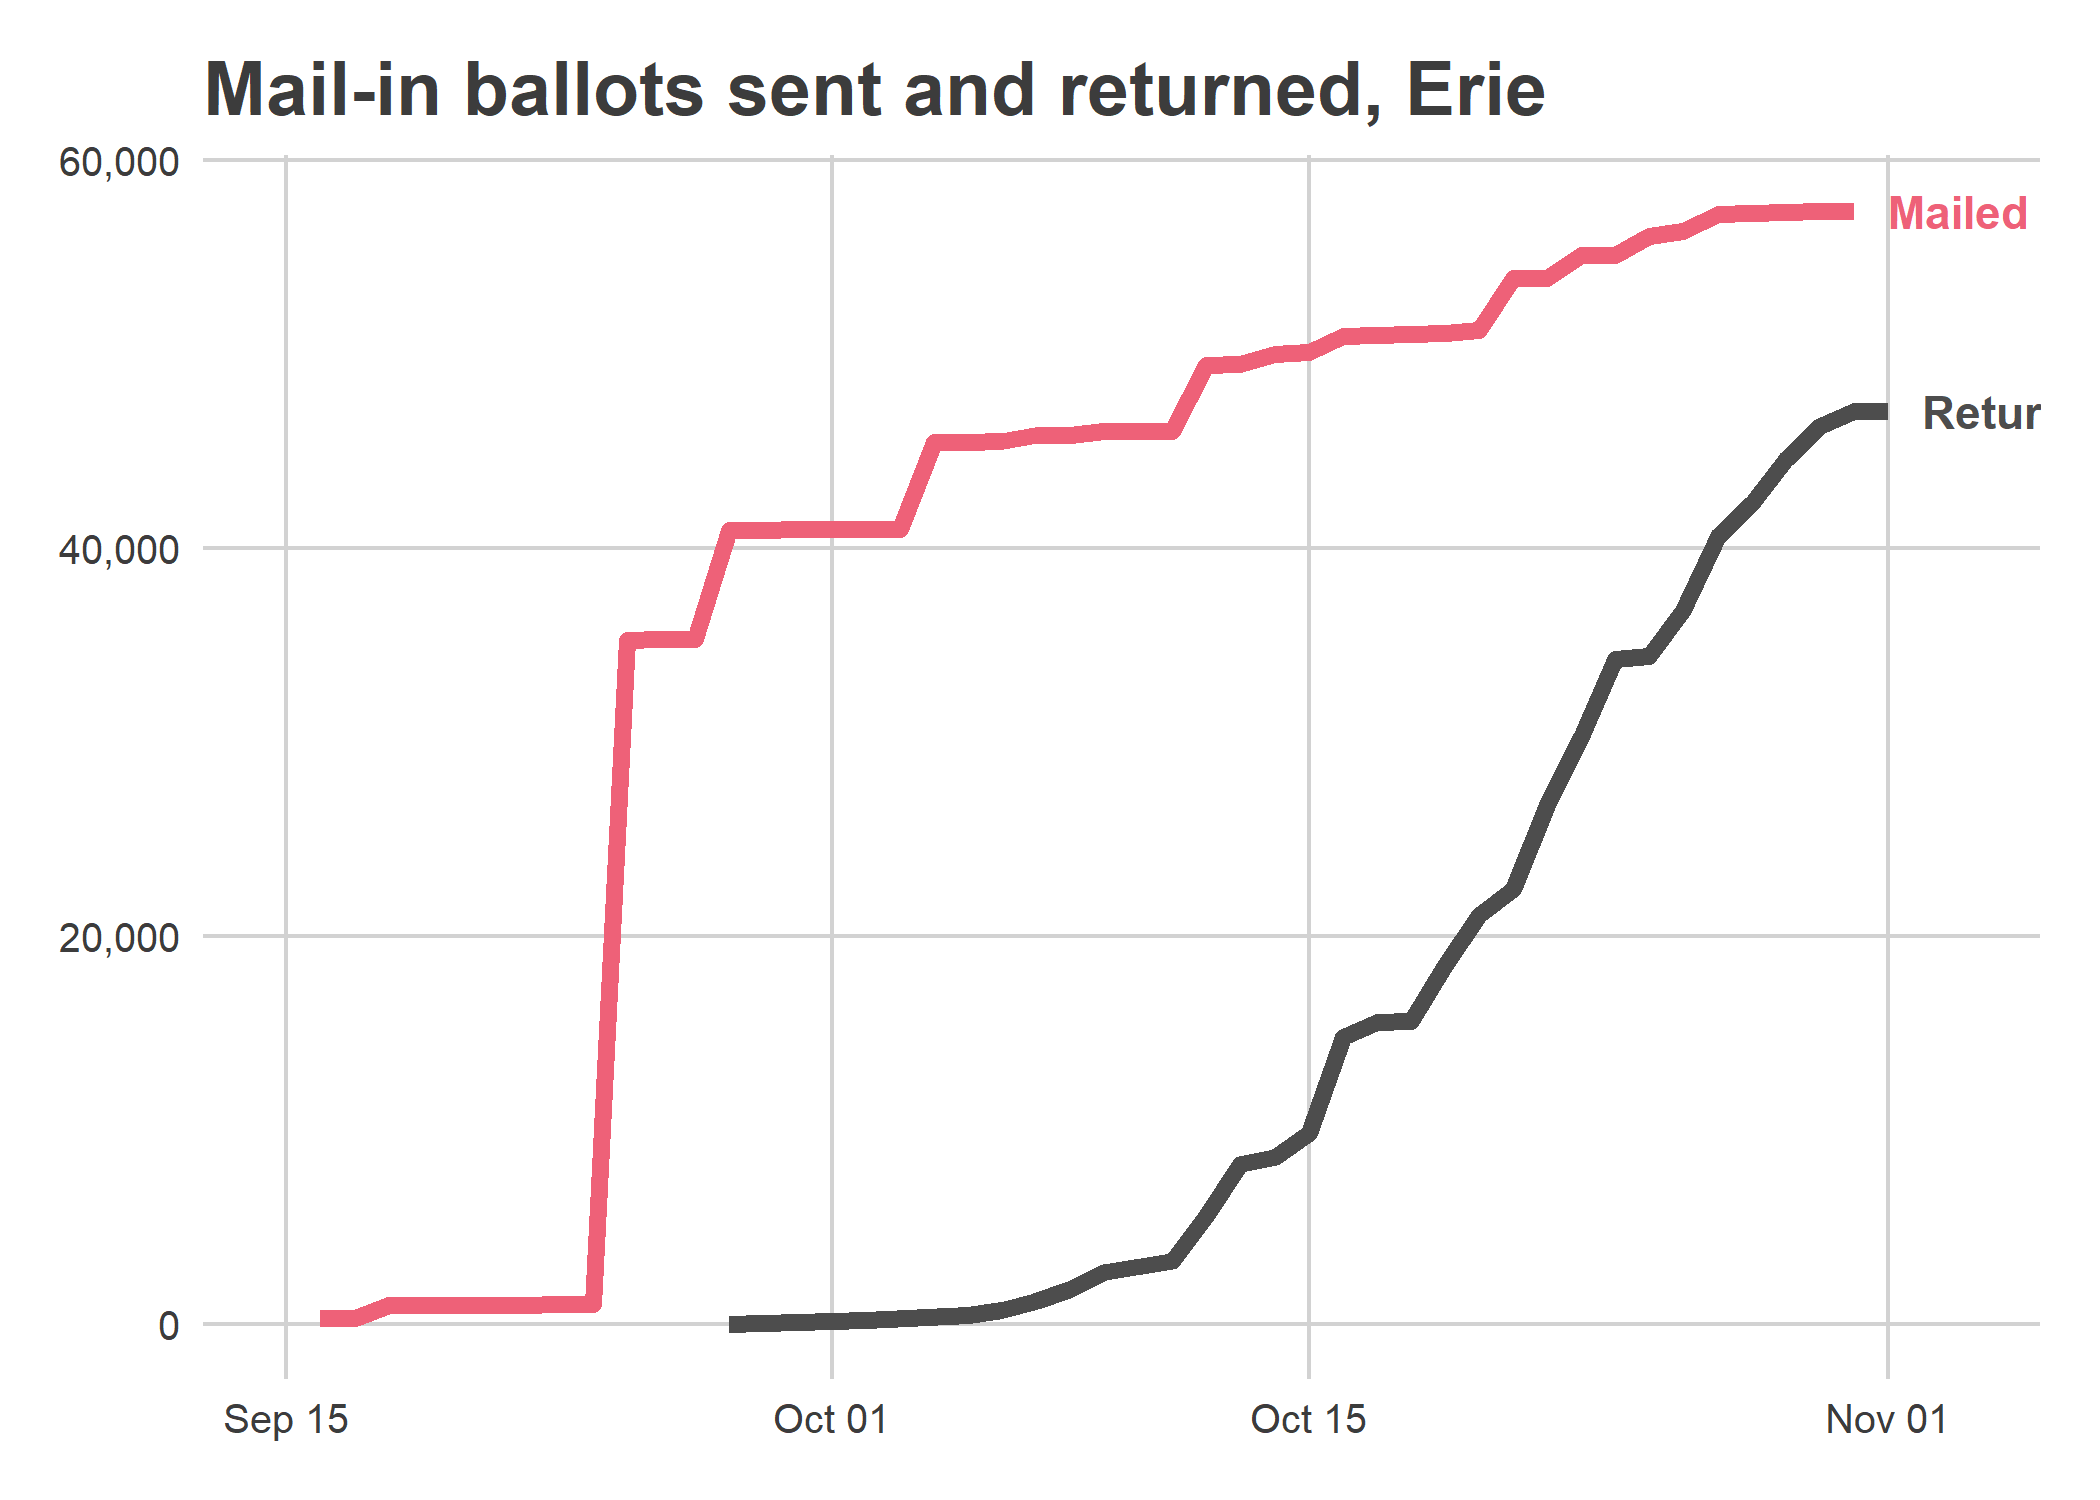 Mail-in ballots sent and returned, Erie
60,000
Mailed
Retur
40,000
20,000
0
Sep 15 Oct 01 Oct 15 Nov 01